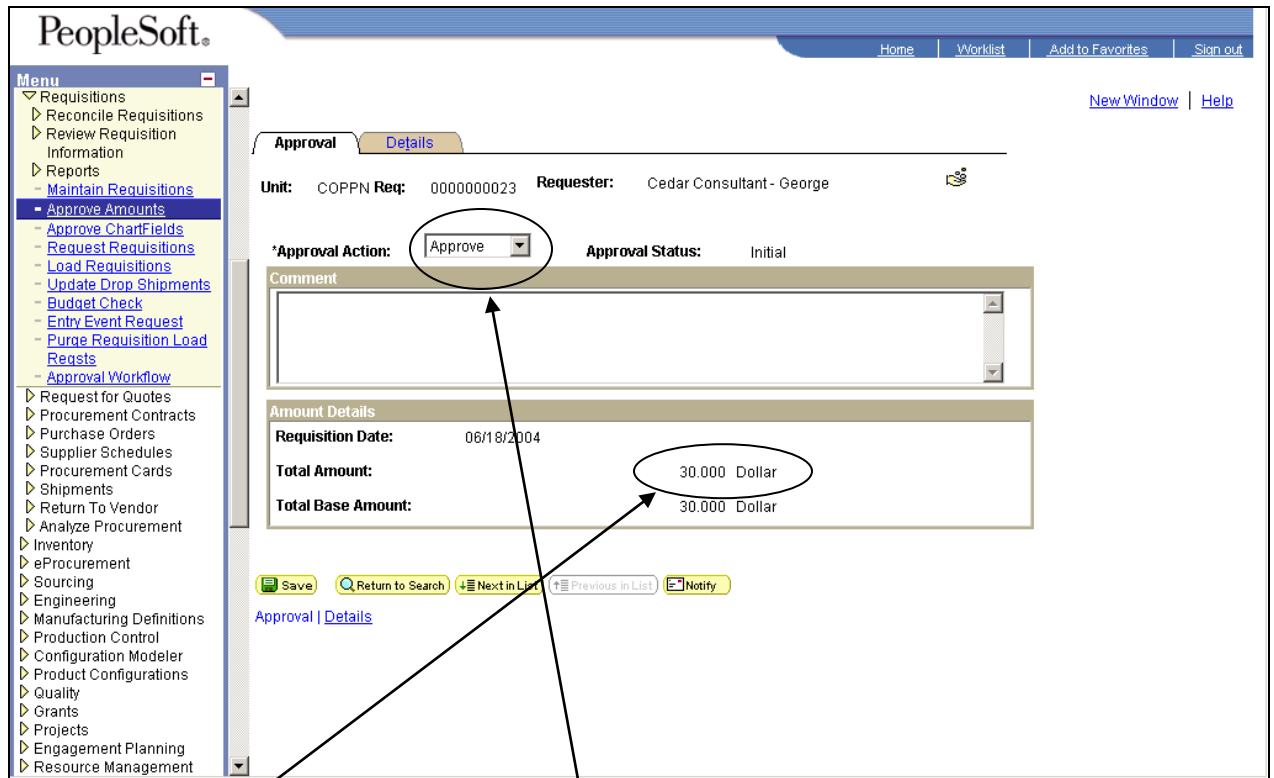 PeopleSoft®
Home | Worklist | Add to Favorites | Sign out
Menu
Requisitions
Reconcile Requisitions
Review Requisition
Information
Reports
Maintain Requisitions
Approve Amounts
Approve ChartFields
Request Requisitions
Load Requisitions
Update Drop Shipments
Budget Check
Entry Event Request
Purge Requisition Load
Reqsts
Approval Workflow
Request for Quotes
Procurement Contracts
Purchase Orders
Supplier Schedules
Procurement Cards
Shipments
Return To Vendor
Analyze Procurement
Inventory
eProcurement
Sourcing
Engineering
Manufacturing Definitions
Production Control
Configuration Modeler
Product Configurations
Quality
Grants
Projects
Engagement Planning
Resource Management
New Window | Help
Approval Details
Unit: COPPN Req: 0000000023 Requester: Cedar Consultant - George
*Approval Action: Approve Approval Status: Initial
Comment
Amount Details
Requisition Date: 06/18/2004
Total Amount: 30.000 Dollar
Total Base Amount: 30.000 Dollar
Save Return to Search Next in List Previous in List Notify
Approval | Details